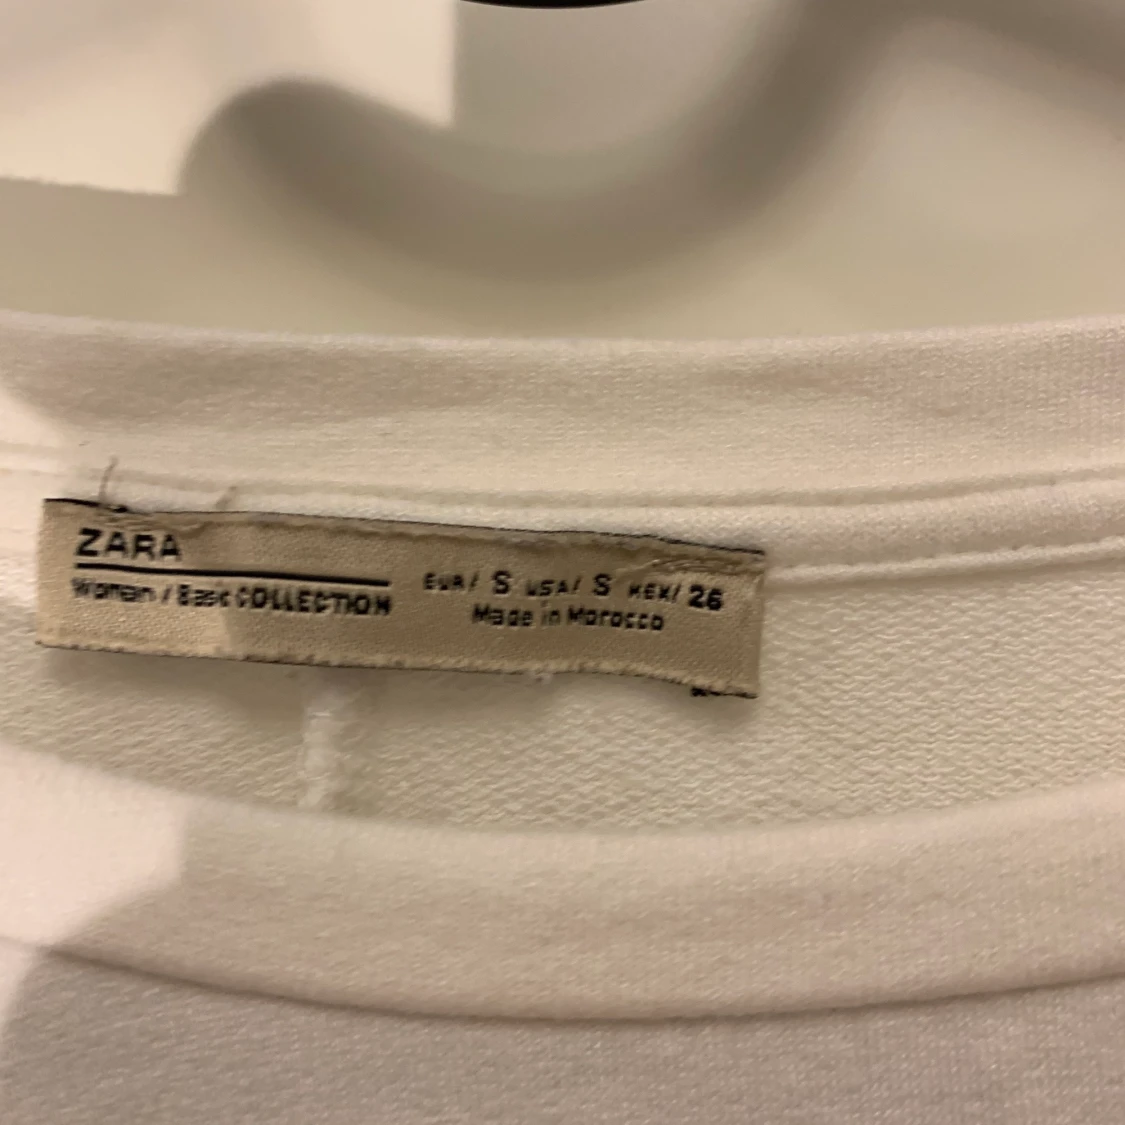 ZARA
Woman / Basic COLLECTION
EUR/ S USA/ S MEX/ 26
Made in Morocco